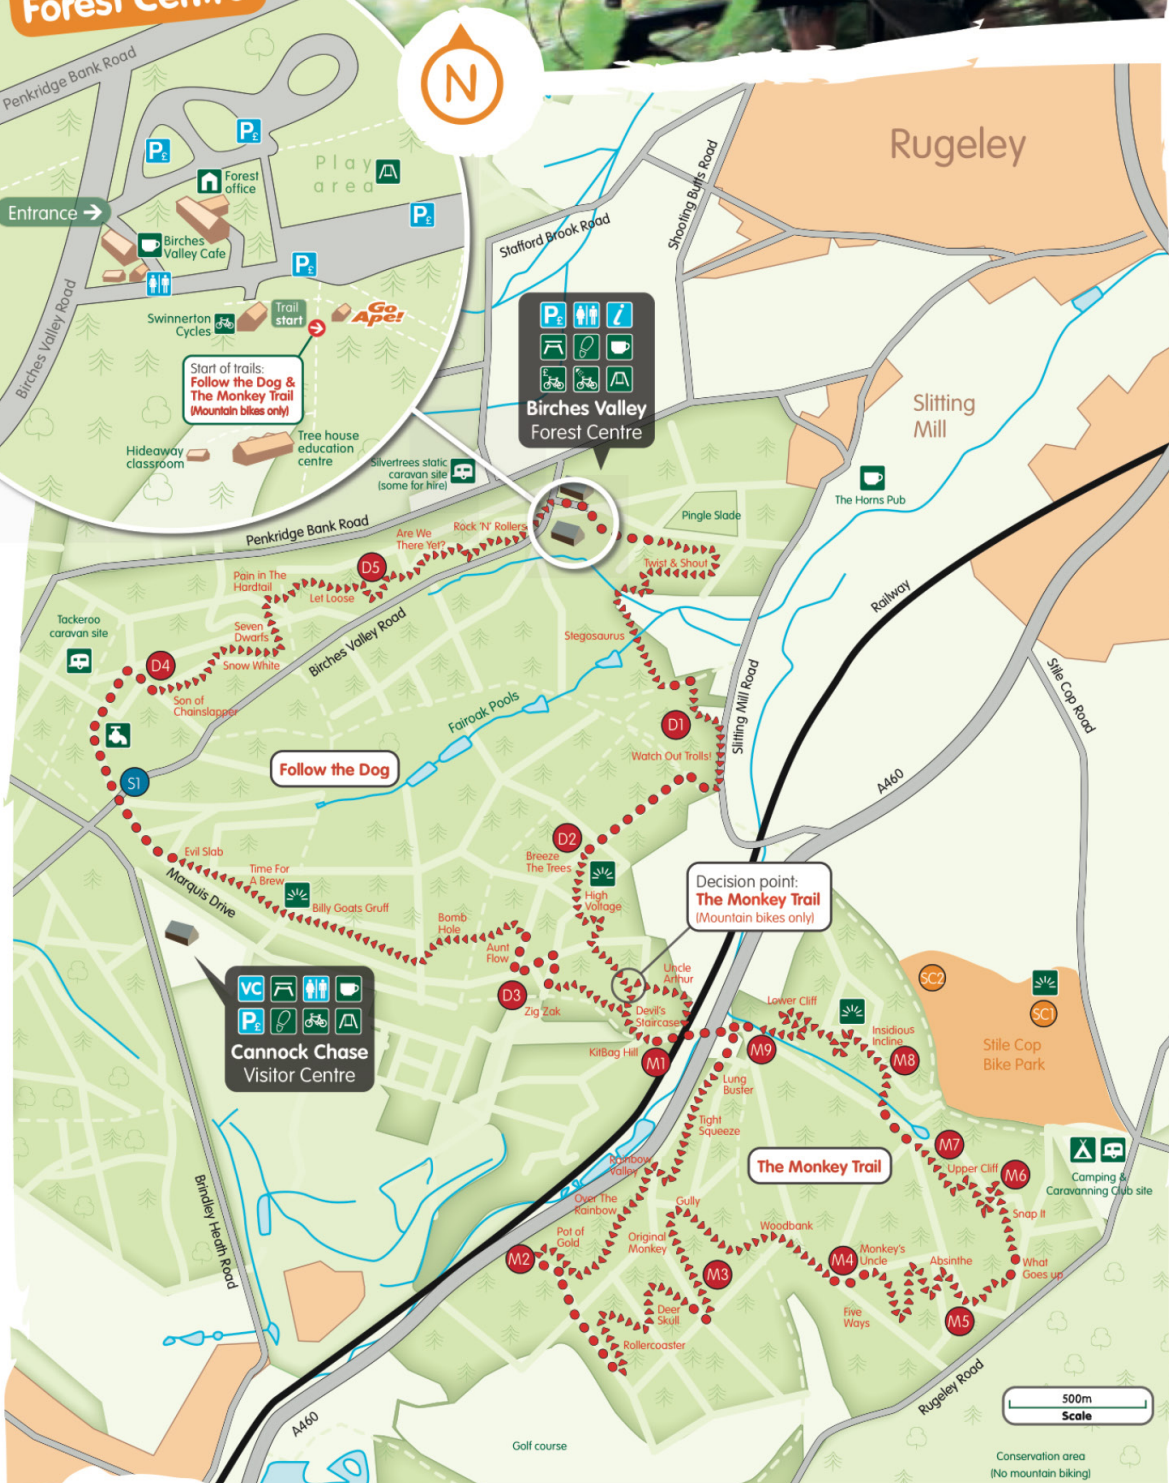 Forest Centre
Penkridge Bank Road
N
Rugeley
P£
P£
Play
area
Forest
office
Entrance →
P£
Birches
Valley Cafe
P£
Birches Valley Road
Swinnerton
Cycles
Trail
start
Go
Ape!
Start of trails:
Follow the Dog &
The Monkey Trail
(Mountain bikes only)
Hideaway
classroom
Tree house
education
centre
Stafford Brook Road
Shooting Butts Road
P£
i
£
Birches Valley
Forest Centre
Slitting
Mill
The Horns Pub
Silvertrees static
caravan site
(some for hire)
Penkridge Bank Road
Pingle Slade
Rock 'N' Rollers
Are We
There Yet?
D5
Twist & Shout
Pain in The
Hardtail
Let Loose
Railway
Tackeroo
caravan site
Seven
Dwarfs
Snow White
Birches Valley Road
Stegosaurus
D4
Son of
Chainslapper
Fairoak Pools
D1
Slitting Mill Road
Stile Cop Road
Watch Out Trolls!
Follow the Dog
S1
A460
D2
Breeze
The Trees
Evil Slab
Time For
A Brew
Marquis Drive
Billy Goats Gruff
High
Voltage
Decision point:
The Monkey Trail
(Mountain bikes only)
Bomb
Hole
Aunt
Flow
Uncle
Arthur
SC2
SC1
D3
Zig Zak
Devil's
Staircase
Lower Cliff
Insidious
Incline
VC
P£
Cannock Chase
Visitor Centre
KitBag Hill
M1
M9
M8
Stile Cop
Bike Park
Lung
Buster
Tight
Squeeze
M7
Rainbow
Valley
The Monkey Trail
Upper Cliff
M6
Camping &
Caravanning Club site
Over The
Rainbow
Gully
Snap It
Brindley Heath Road
Pot of
Gold
Original
Monkey
Woodbank
M2
M3
M4
Monkey's
Uncle
Absinthe
What
Goes up
Deer
Skull
Five
Ways
M5
Rollercoaster
Rugeley Road
500m
Scale
A460
Golf course
Conservation area
(No mountain biking)